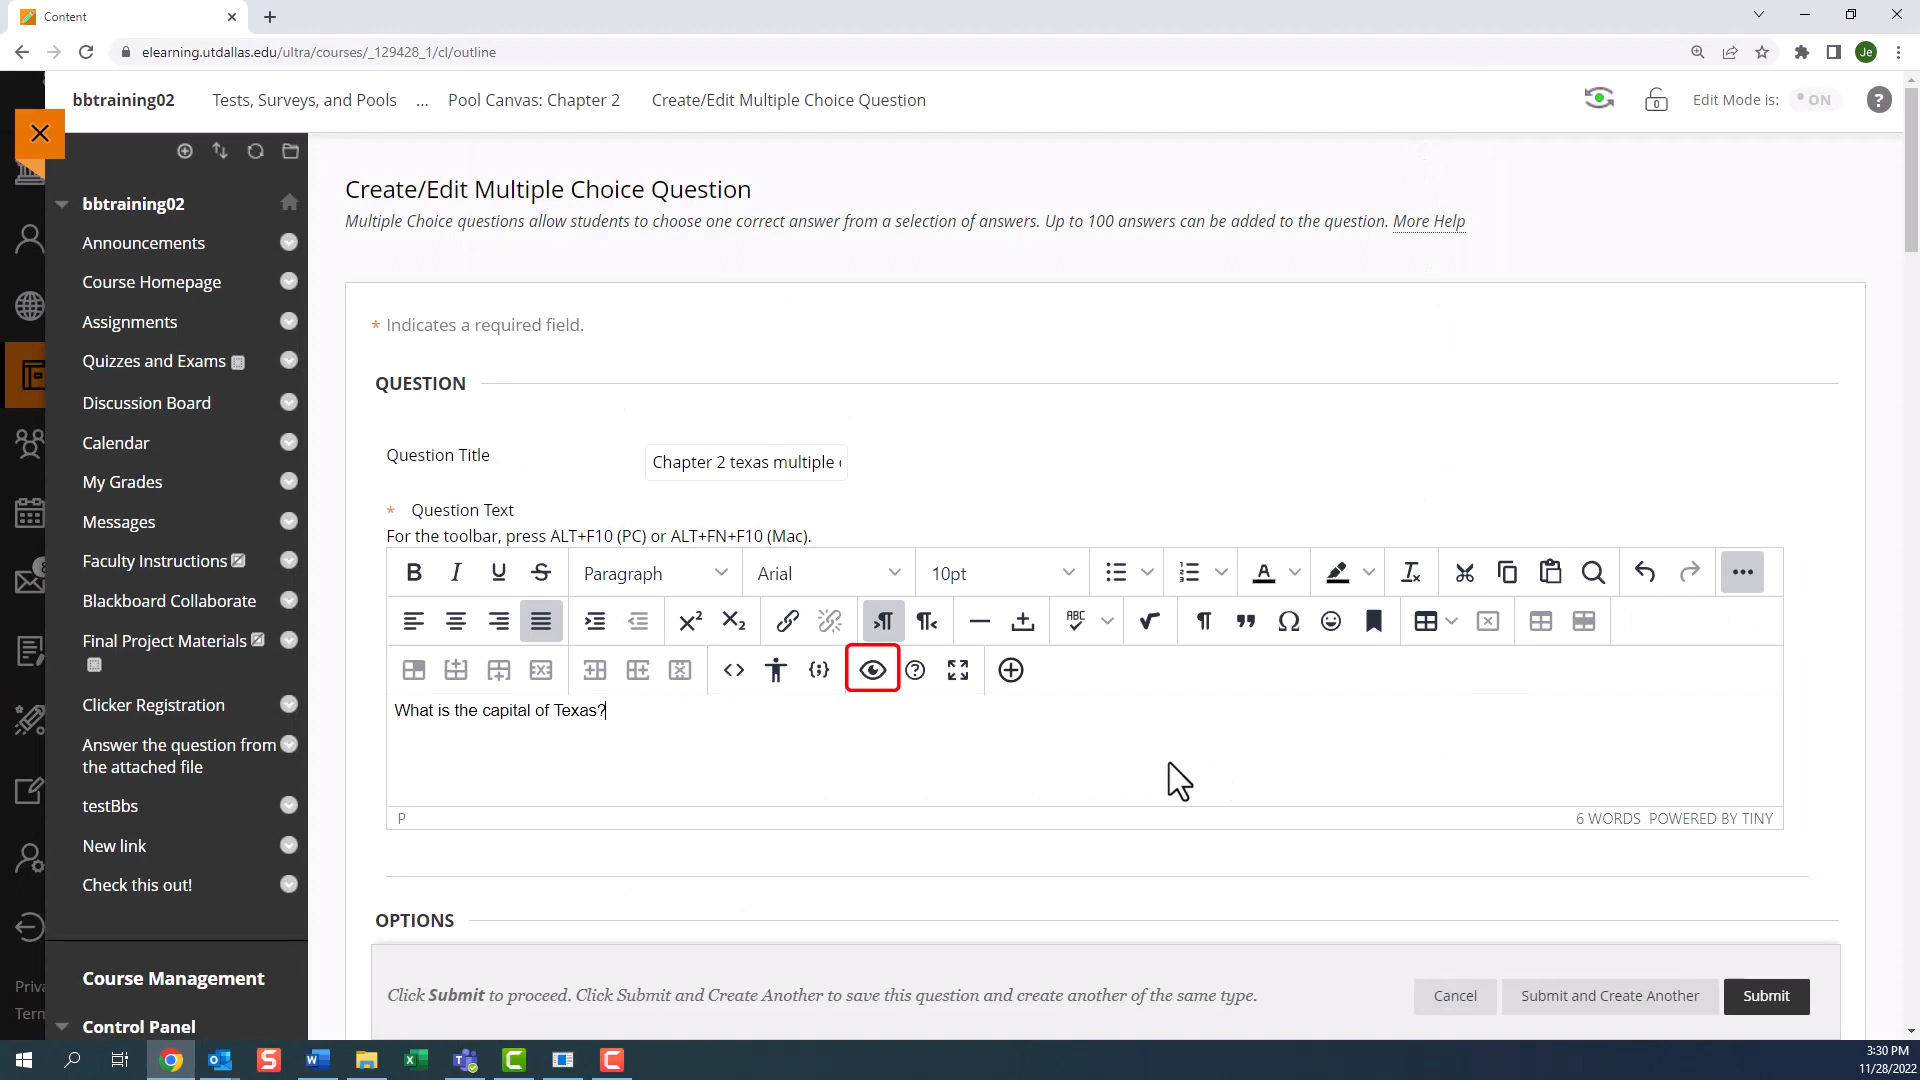 Content
elearning.utdallas.edu/ultra/courses/_129428_1/cl/outline
Je
bbtraining02
Tests, Surveys, and Pools
...
Pool Canvas: Chapter 2
Create/Edit Multiple Choice Question
Edit Mode is:
ON
?
bbtraining02
Announcements
Course Homepage
Assignments
Quizzes and Exams
Discussion Board
Calendar
My Grades
Messages
Faculty Instructions
Blackboard Collaborate
Final Project Materials
Clicker Registration
Answer the question from
the attached file
testBbs
New link
Check this out!
Course Management
Control Panel
Create/Edit Multiple Choice Question
Multiple Choice questions allow students to choose one correct answer from a selection of answers. Up to 100 answers can be added to the question. More Help
* Indicates a required field.
QUESTION
Question Title
Chapter 2 texas multiple
* Question Text
For the toolbar, press ALT+F10 (PC) or ALT+FN+F10 (Mac).
Paragraph
Arial
10pt
What is the capital of Texas?
P
6 WORDS POWERED BY TINY
OPTIONS
Click Submit to proceed. Click Submit and Create Another to save this question and create another of the same type.
Cancel
Submit and Create Another
Submit
3:30 PM
11/28/2022